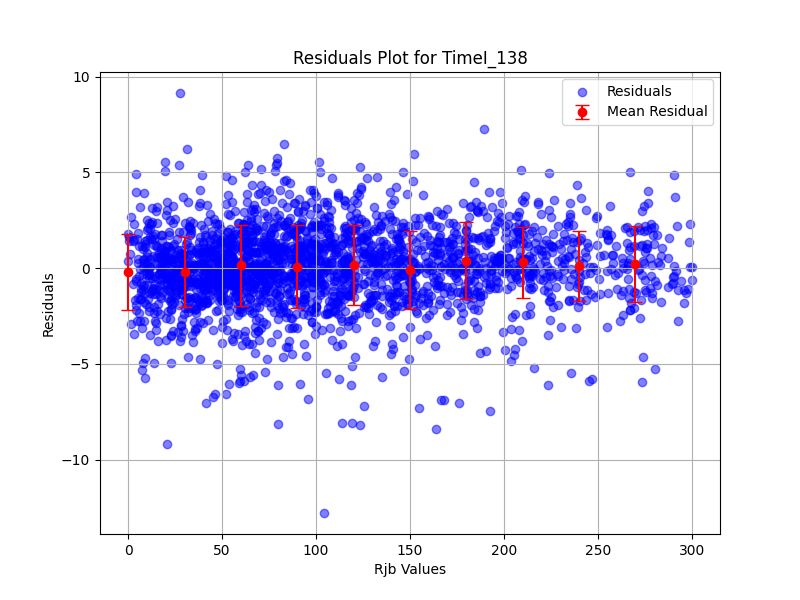 Residuals Plot for TimeI_138
Residuals
Mean Residual
10
5
0
−5
−10
Residuals
0 50 100 150 200 250 300
Rjb Values